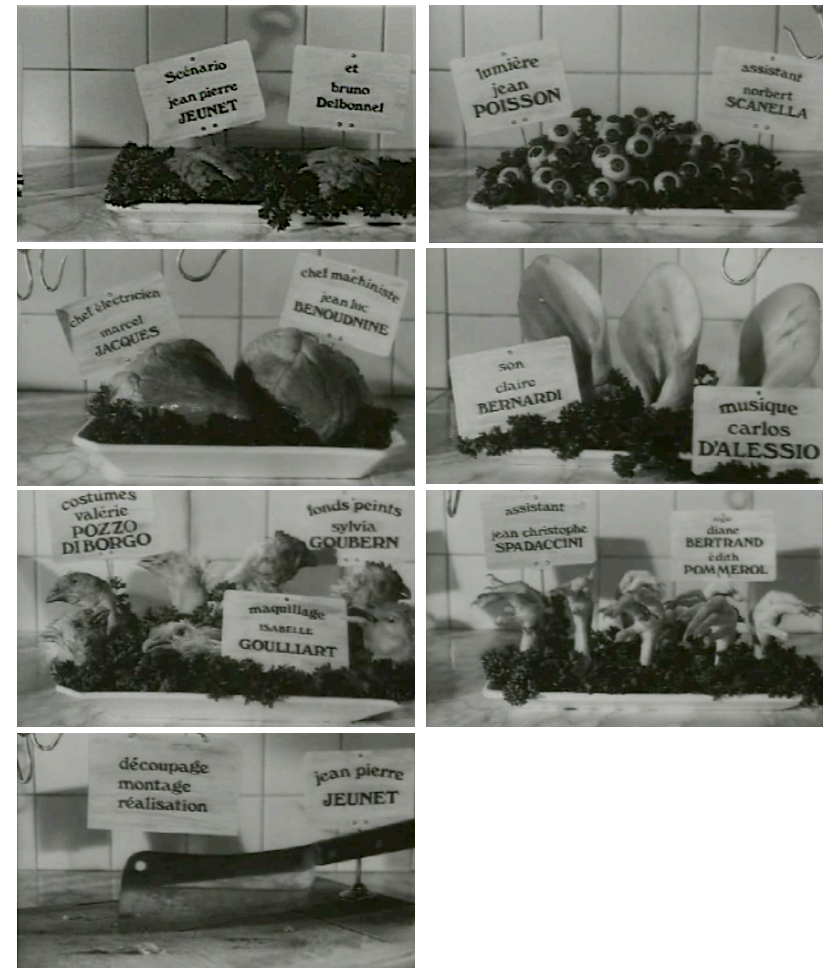 Scénario
jean pierre
JEUNET
et
bruno
Delbonnel
lumière
jean
POISSON
assistant
norbert
SCANELLA
chef électricien
marcel
JACQUES
chef machiniste
jean luc
BENOUDNINE
son
claire
BERNARDI
musique
carlos
D'ALESSIO
costumes
valérie
POZZO
DI BORGO
fonds peints
sylvia
GOUBERN
maquillage
ISABELLE
GOULLIART
assistant
jean christophe
SPADACCINI
diane
BERTRAND
édith
POMMEROL
découpage
montage
réalisation
jean pierre
JEUNET